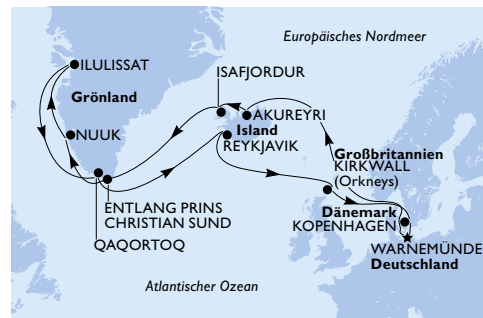 Europäisches Nordmeer
ILULISSAT
ISAFJORDUR
Grönland
AKUREYRI
NUUK
Island
REYKJAVIK
Großbritannien
KIRKWALL
(Orkneys)
ENTLANG PRINS
CHRISTIAN SUND
Dänemark
KOPENHAGEN
QAQORTOQ
WARNEMÜNDE
Deutschland
Atlantischer Ozean